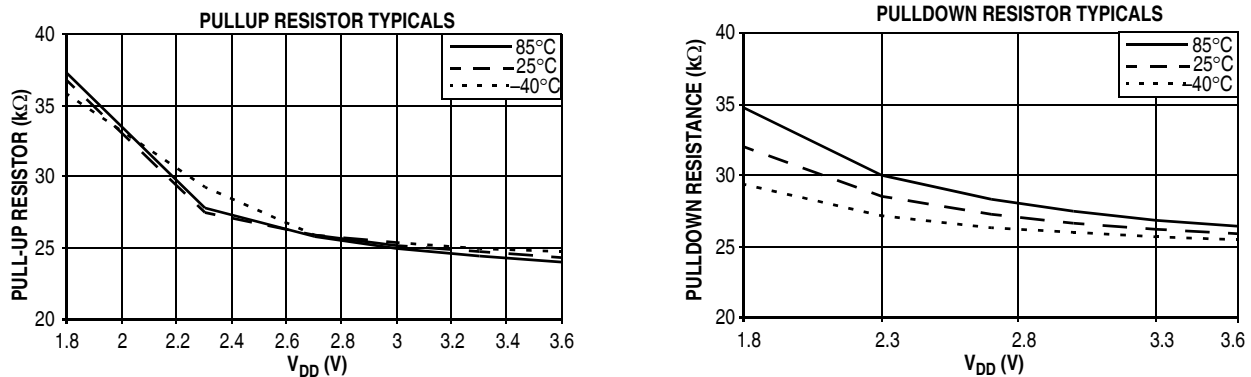 PULLUP RESISTOR TYPICALS
PULL-UP RESISTOR (kΩ)
40
35
30
25
20
85°C
25°C
–40°C
1.8 2 2.2 2.4 2.6 2.8 3 3.2 3.4 3.6
VDD (V)
PULLDOWN RESISTOR TYPICALS
PULLDOWN RESISTANCE (kΩ)
40
35
30
25
20
85°C
25°C
–40°C
1.8 2.3 2.8 3.3 3.6
VDD (V)